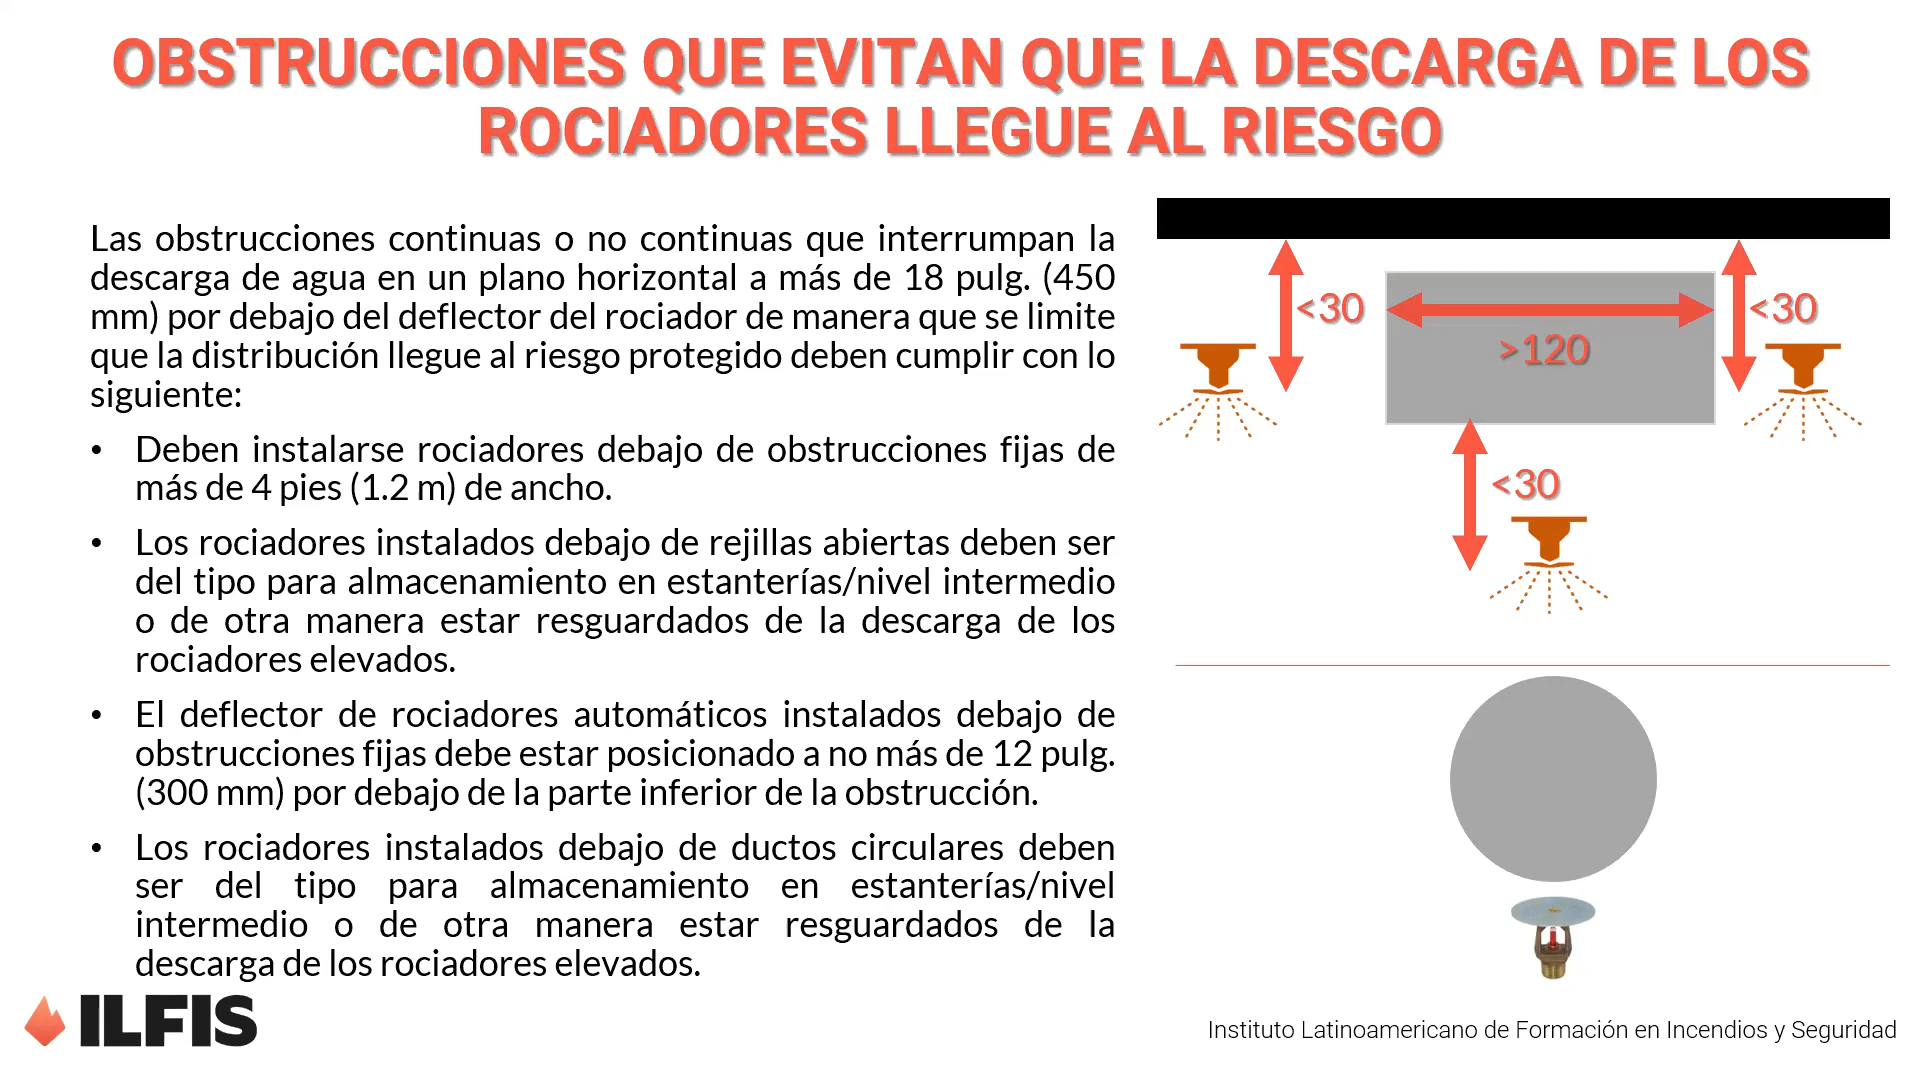 OBSTRUCCIONES QUE EVITAN QUE LA DESCARGA DE LOS
ROCIADORES LLEGUE AL RIESGO
Las obstrucciones continuas o no continuas que interrumpan la
descarga de agua en un plano horizontal a más de 18 pulg. (450
mm) por debajo del deflector del rociador de manera que se limite
que la distribución llegue al riesgo protegido deben cumplir con lo
siguiente:
• Deben instalarse rociadores debajo de obstrucciones fijas de
más de 4 pies (1.2 m) de ancho.
• Los rociadores instalados debajo de rejillas abiertas deben ser
del tipo para almacenamiento en estanterías/nivel intermedio
o de otra manera estar resguardados de la descarga de los
rociadores elevados.
• El deflector de rociadores automáticos instalados debajo de
obstrucciones fijas debe estar posicionado a no más de 12 pulg.
(300 mm) por debajo de la parte inferior de la obstrucción.
• Los rociadores instalados debajo de ductos circulares deben
ser del tipo para almacenamiento en estanterías/nivel
intermedio o de otra manera estar resguardados de la
descarga de los rociadores elevados.
<30
>120
<30
<30
ILFIS
Instituto Latinoamericano de Formación en Incendios y Seguridad